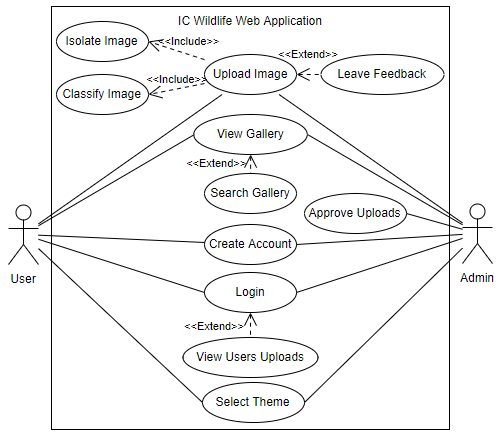 IC Wildlife Web Application
Isolate Image
<<Include>>
<<Extend>>
Upload Image
Leave Feedback
<<Include>>
Classify Image
View Gallery
<<Extend>>
Search Gallery
Approve Uploads
Create Account
User
Admin
Login
<<Extend>>
View Users Uploads
Select Theme